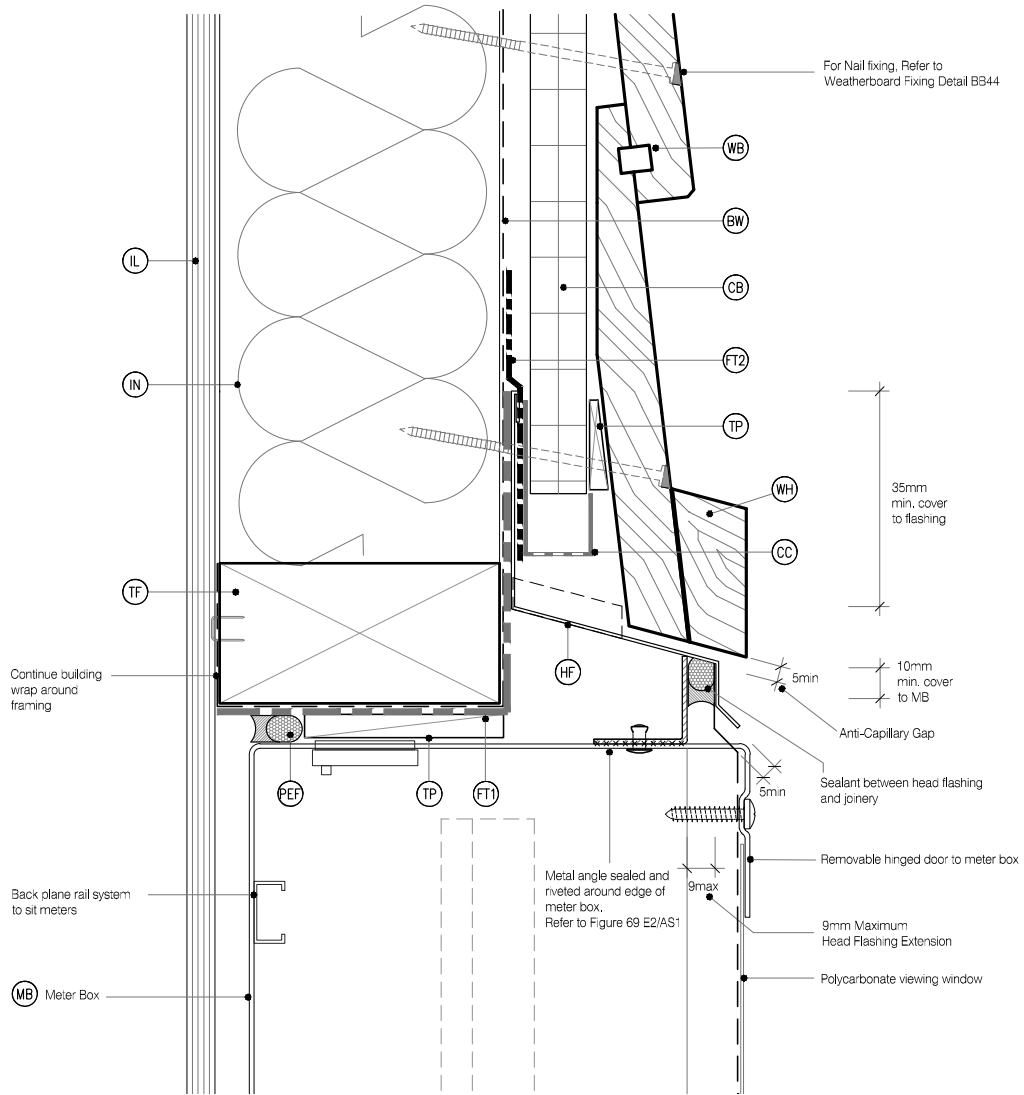 For Nail fixing, Refer to
Weatherboard Fixing Detail BB44
WB
BW
IL
CB
FT2
IN
TP
WH
35mm
min. cover
to flashing
CC
TF
HF
Continue building
wrap around
framing
10mm
min. cover
to MB
5min
Anti-Capilary Gap
PEF
TP
FT1
5min
Sealant between head flashing
and joinery
Removable hinged door to meter box
Metal angle sealed and
riveted around edge of
meter box.
Refer to Figure 69 E2/AS1
9max
Back plane rail system
to sit meters
9mm Maximum
Head Flashing Extension
Polycarbonate viewing window
MB Meter Box